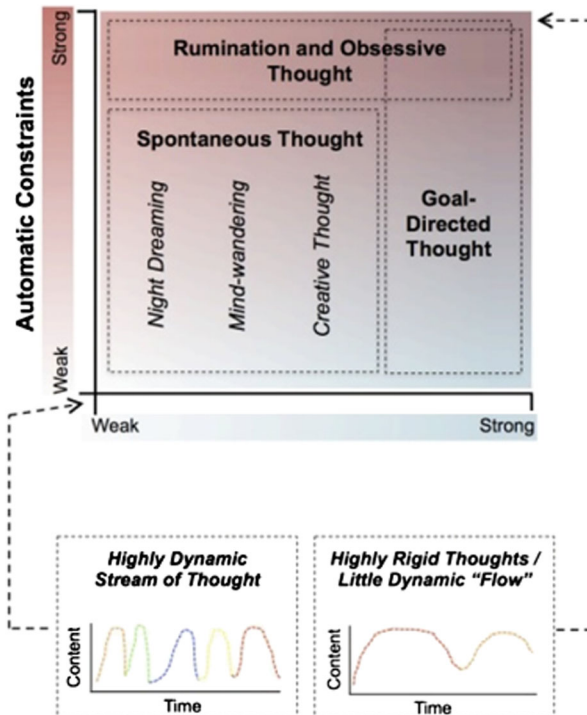 Strong
Automatic Constraints
Weak
Rumination and Obsessive
Thought
Spontaneous Thought
Night Dreaming
Mind-wandering
Creative Thought
Goal-
Directed
Thought
Weak
Strong
Highly Dynamic
Stream of Thought
Content
Time
Highly Rigid Thoughts /
Little Dynamic “Flow”
Content
Time